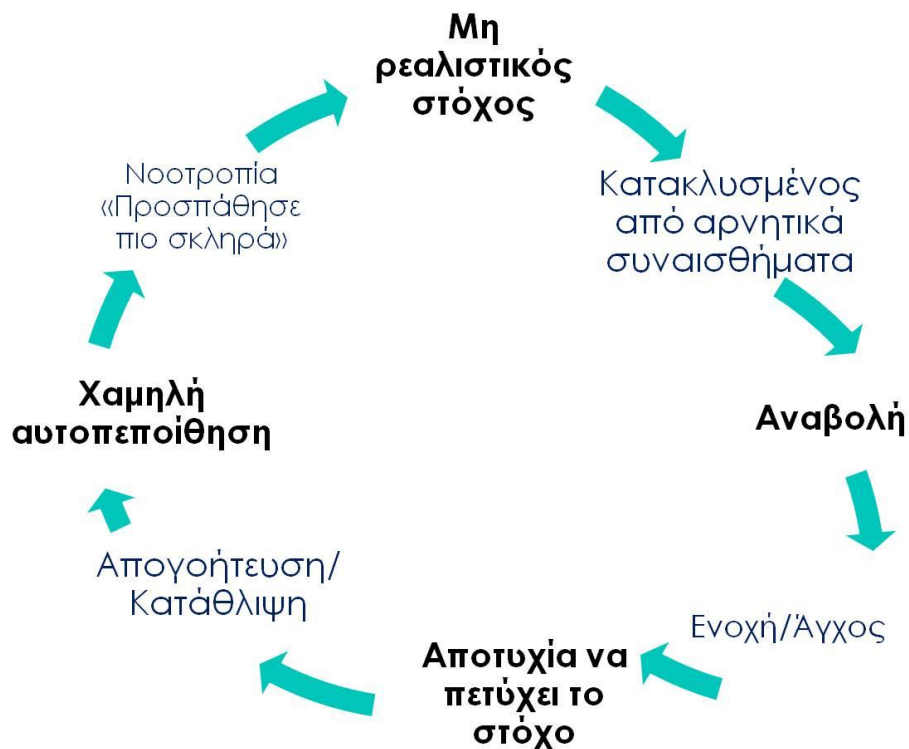 Μη
ρεαλιστικός
στόχος
Κατακλυσμένος
από αρνητικά
συναισθήματα
Αναβολή
Ενοχή/Άγχος
Αποτυχία να
πετύχει το
στόχο
Απογοήτευση/
Κατάθλιψη
Χαμηλή
αυτοπεποίθηση
Νοοτροπία
«Προσπάθησε
πιο σκληρά»